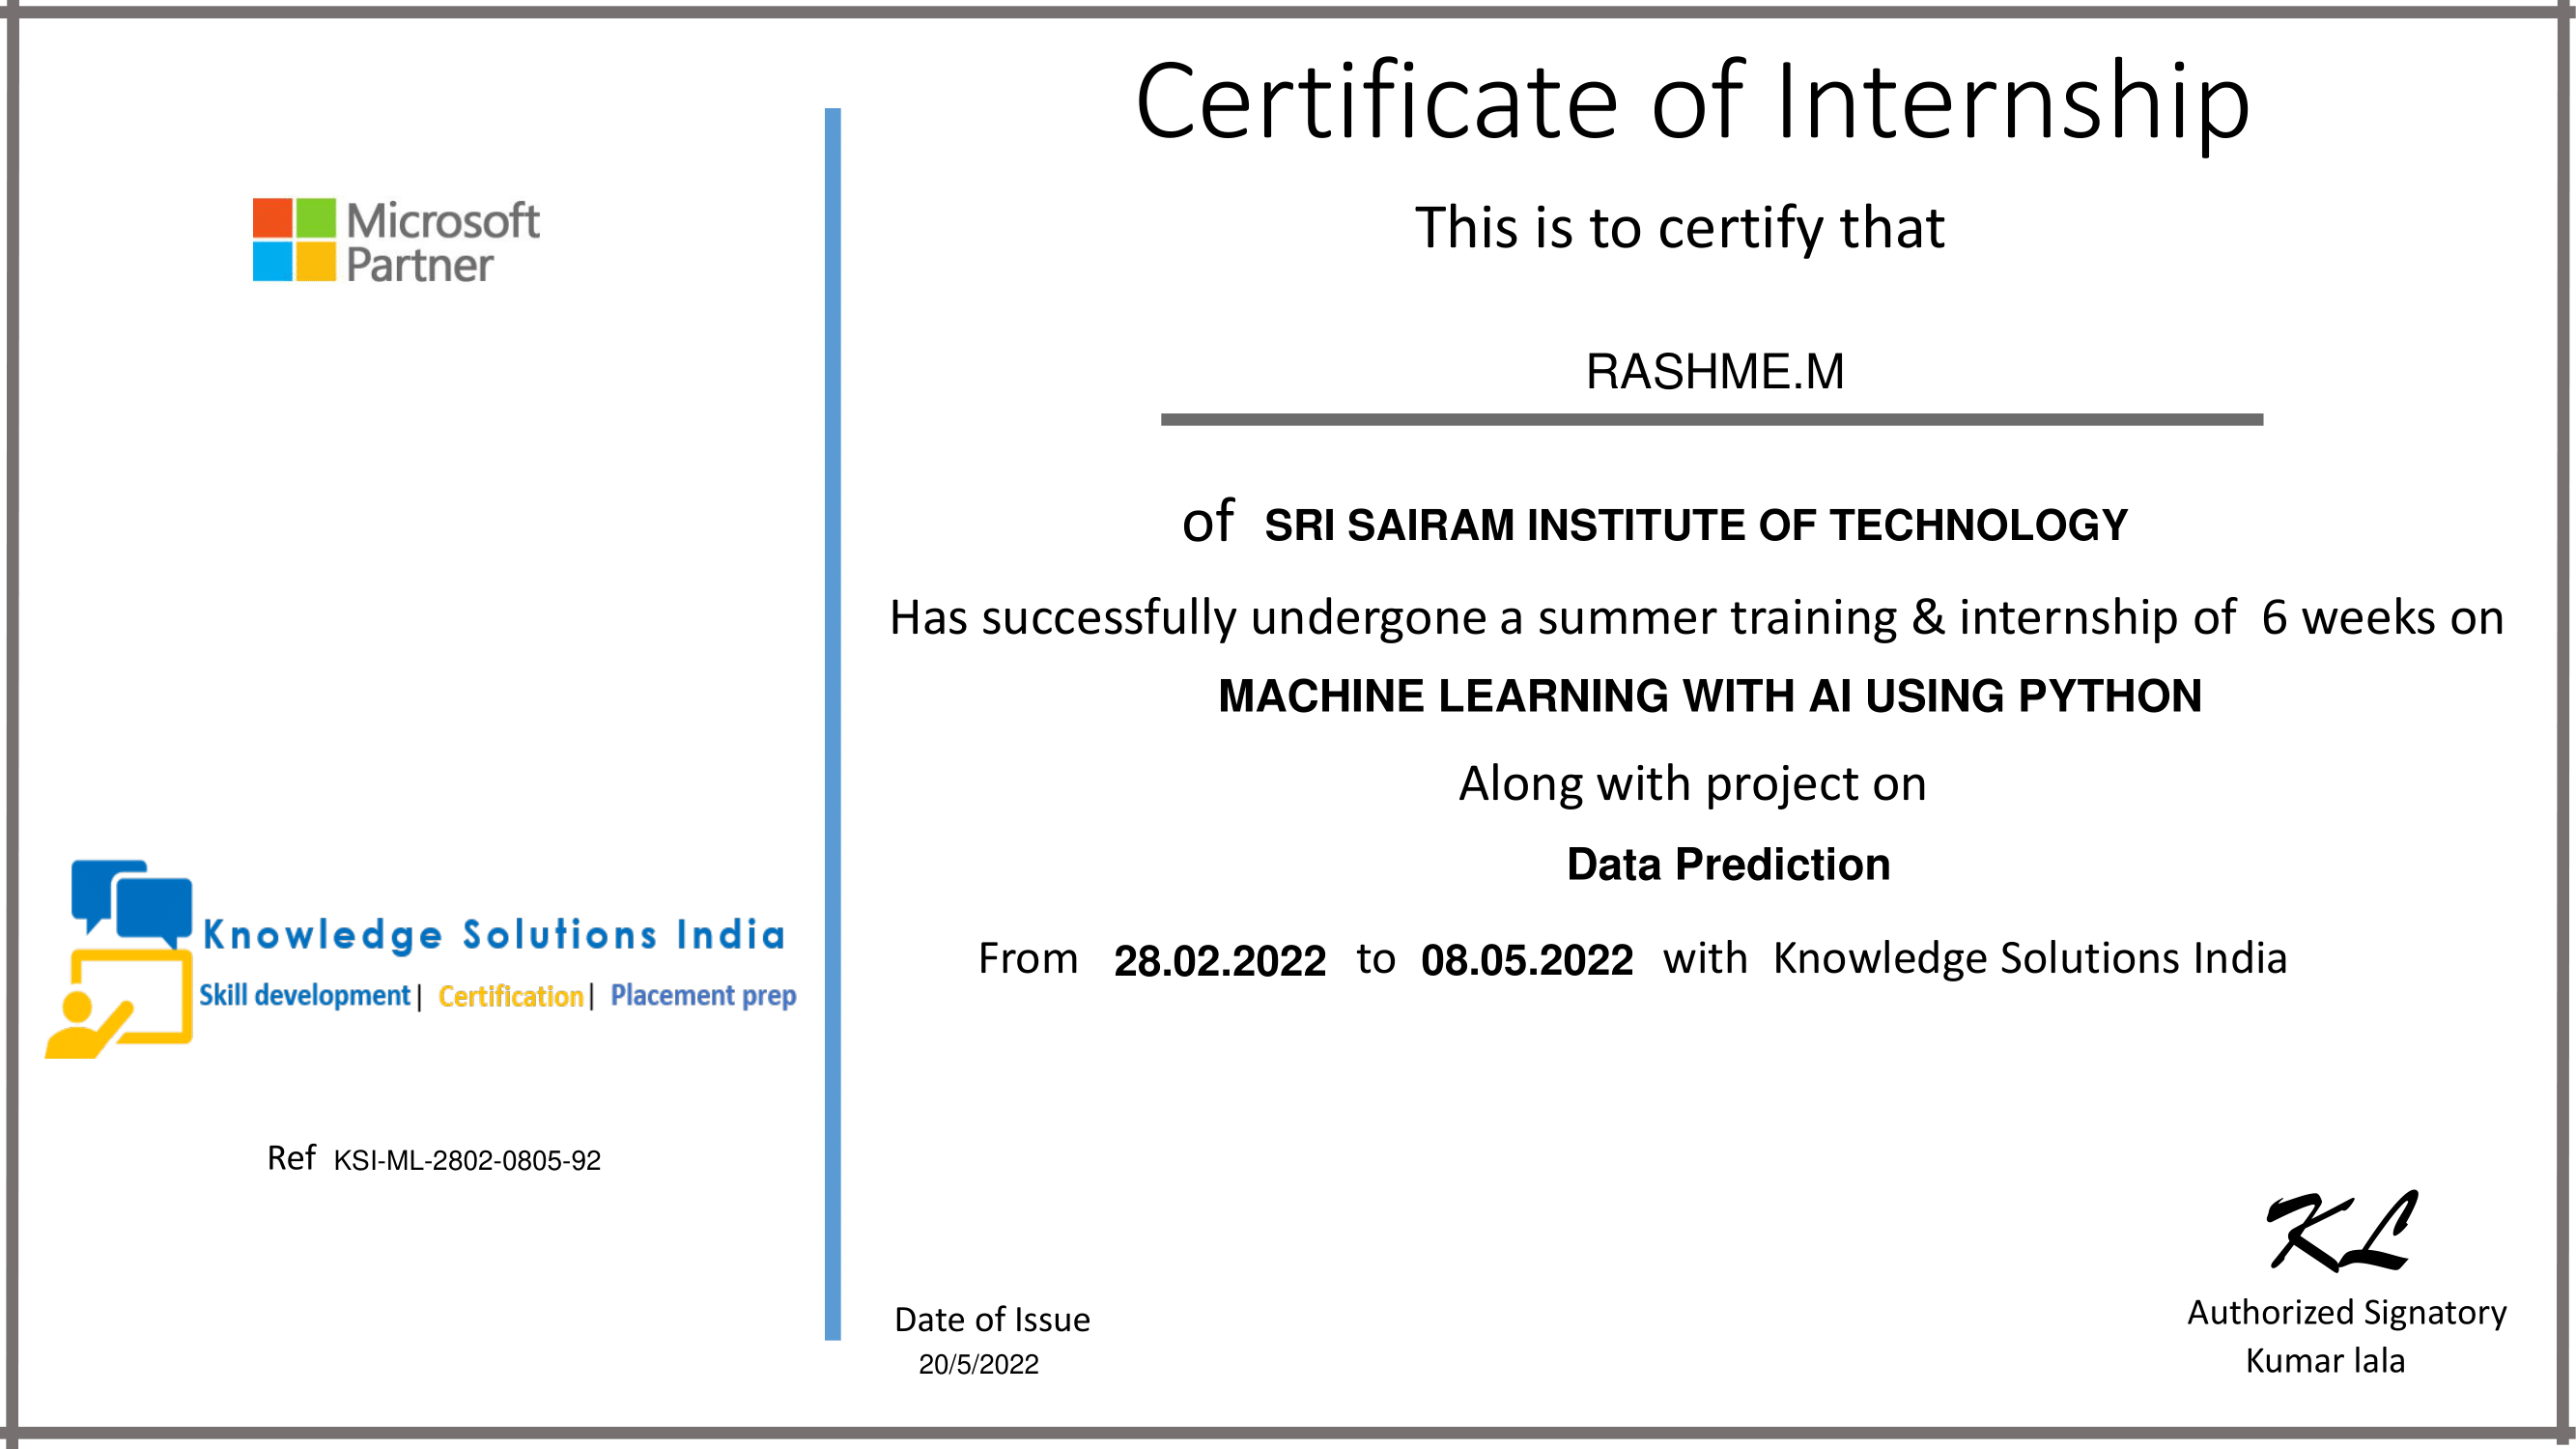 Certificate of Internship
This is to certify that
Microsoft
Partner
RASHME.M
of SRI SAIRAM INSTITUTE OF TECHNOLOGY
Has successfully undergone a summer training & internship of 6 weeks on
MACHINE LEARNING WITH AI USING PYTHON
Along with project on
Data Prediction
From 28.02.2022 to 08.05.2022 with Knowledge Solutions India
Knowledge Solutions India
Skill development| Certification| Placement prep
Ref KSI-ML-2802-0805-92
KL
Date of Issue
20/5/2022
Authorized Signatory
Kumar lala